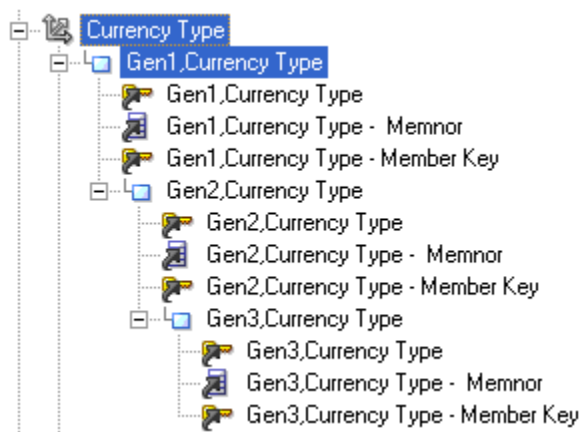 Currency Type
Gen1,Currency Type
Gen1,Currency Type
Gen1,Currency Type - Memnor
Gen1,Currency Type - Member Key
Gen2,Currency Type
Gen2,Currency Type
Gen2,Currency Type - Memnor
Gen2,Currency Type - Member Key
Gen3,Currency Type
Gen3,Currency Type
Gen3,Currency Type - Memnor
Gen3,Currency Type - Member Key